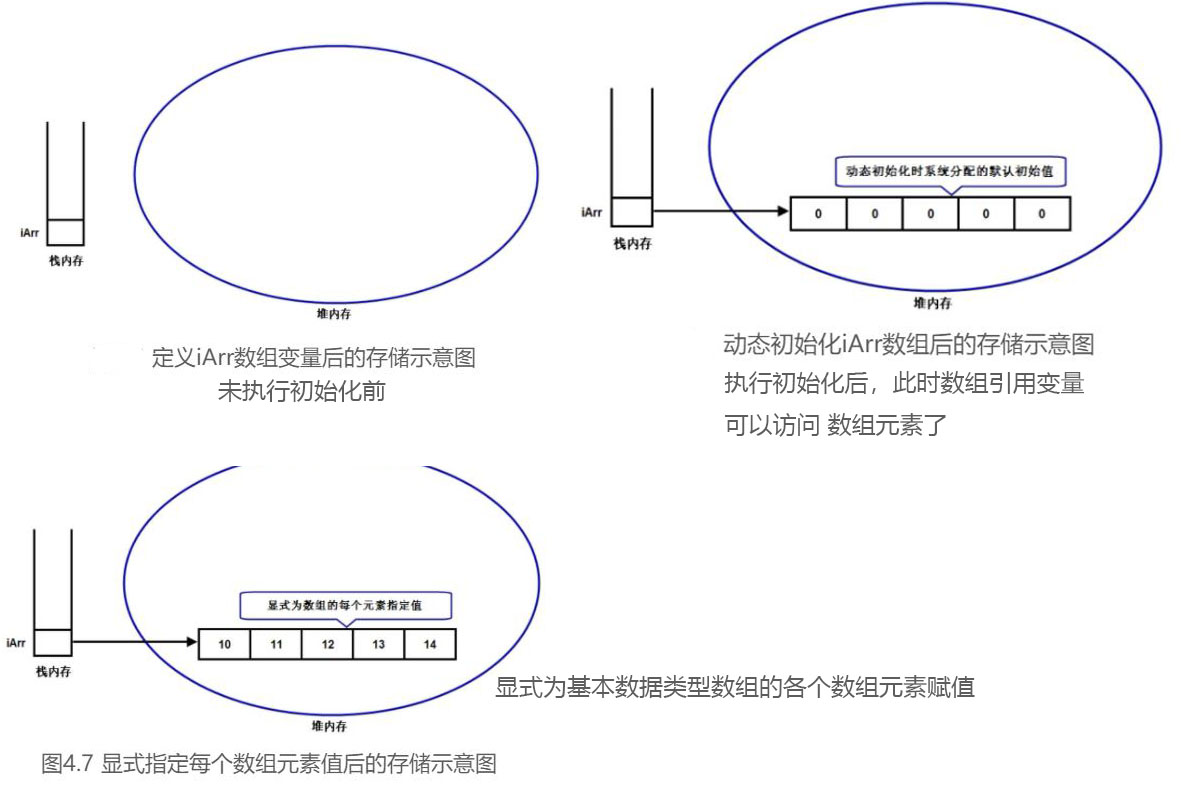 iArr
栈内存
堆内存
定义iArr数组变量后的存储示意图
未执行初始化前
动态初始化时系统分配的默认初始值
iArr
0 0 0 0 0
栈内存
堆内存
动态初始化iArr数组后的存储示意图
执行初始化后，此时数组引用变量
可以访问 数组元素了
显式为数组的每个元素指定值
iArr
10 11 12 13 14
栈内存
显式为基本数据类型数组的各个数组元素赋值
堆内存
图4.7 显式指定每个数组元素值后的存储示意图